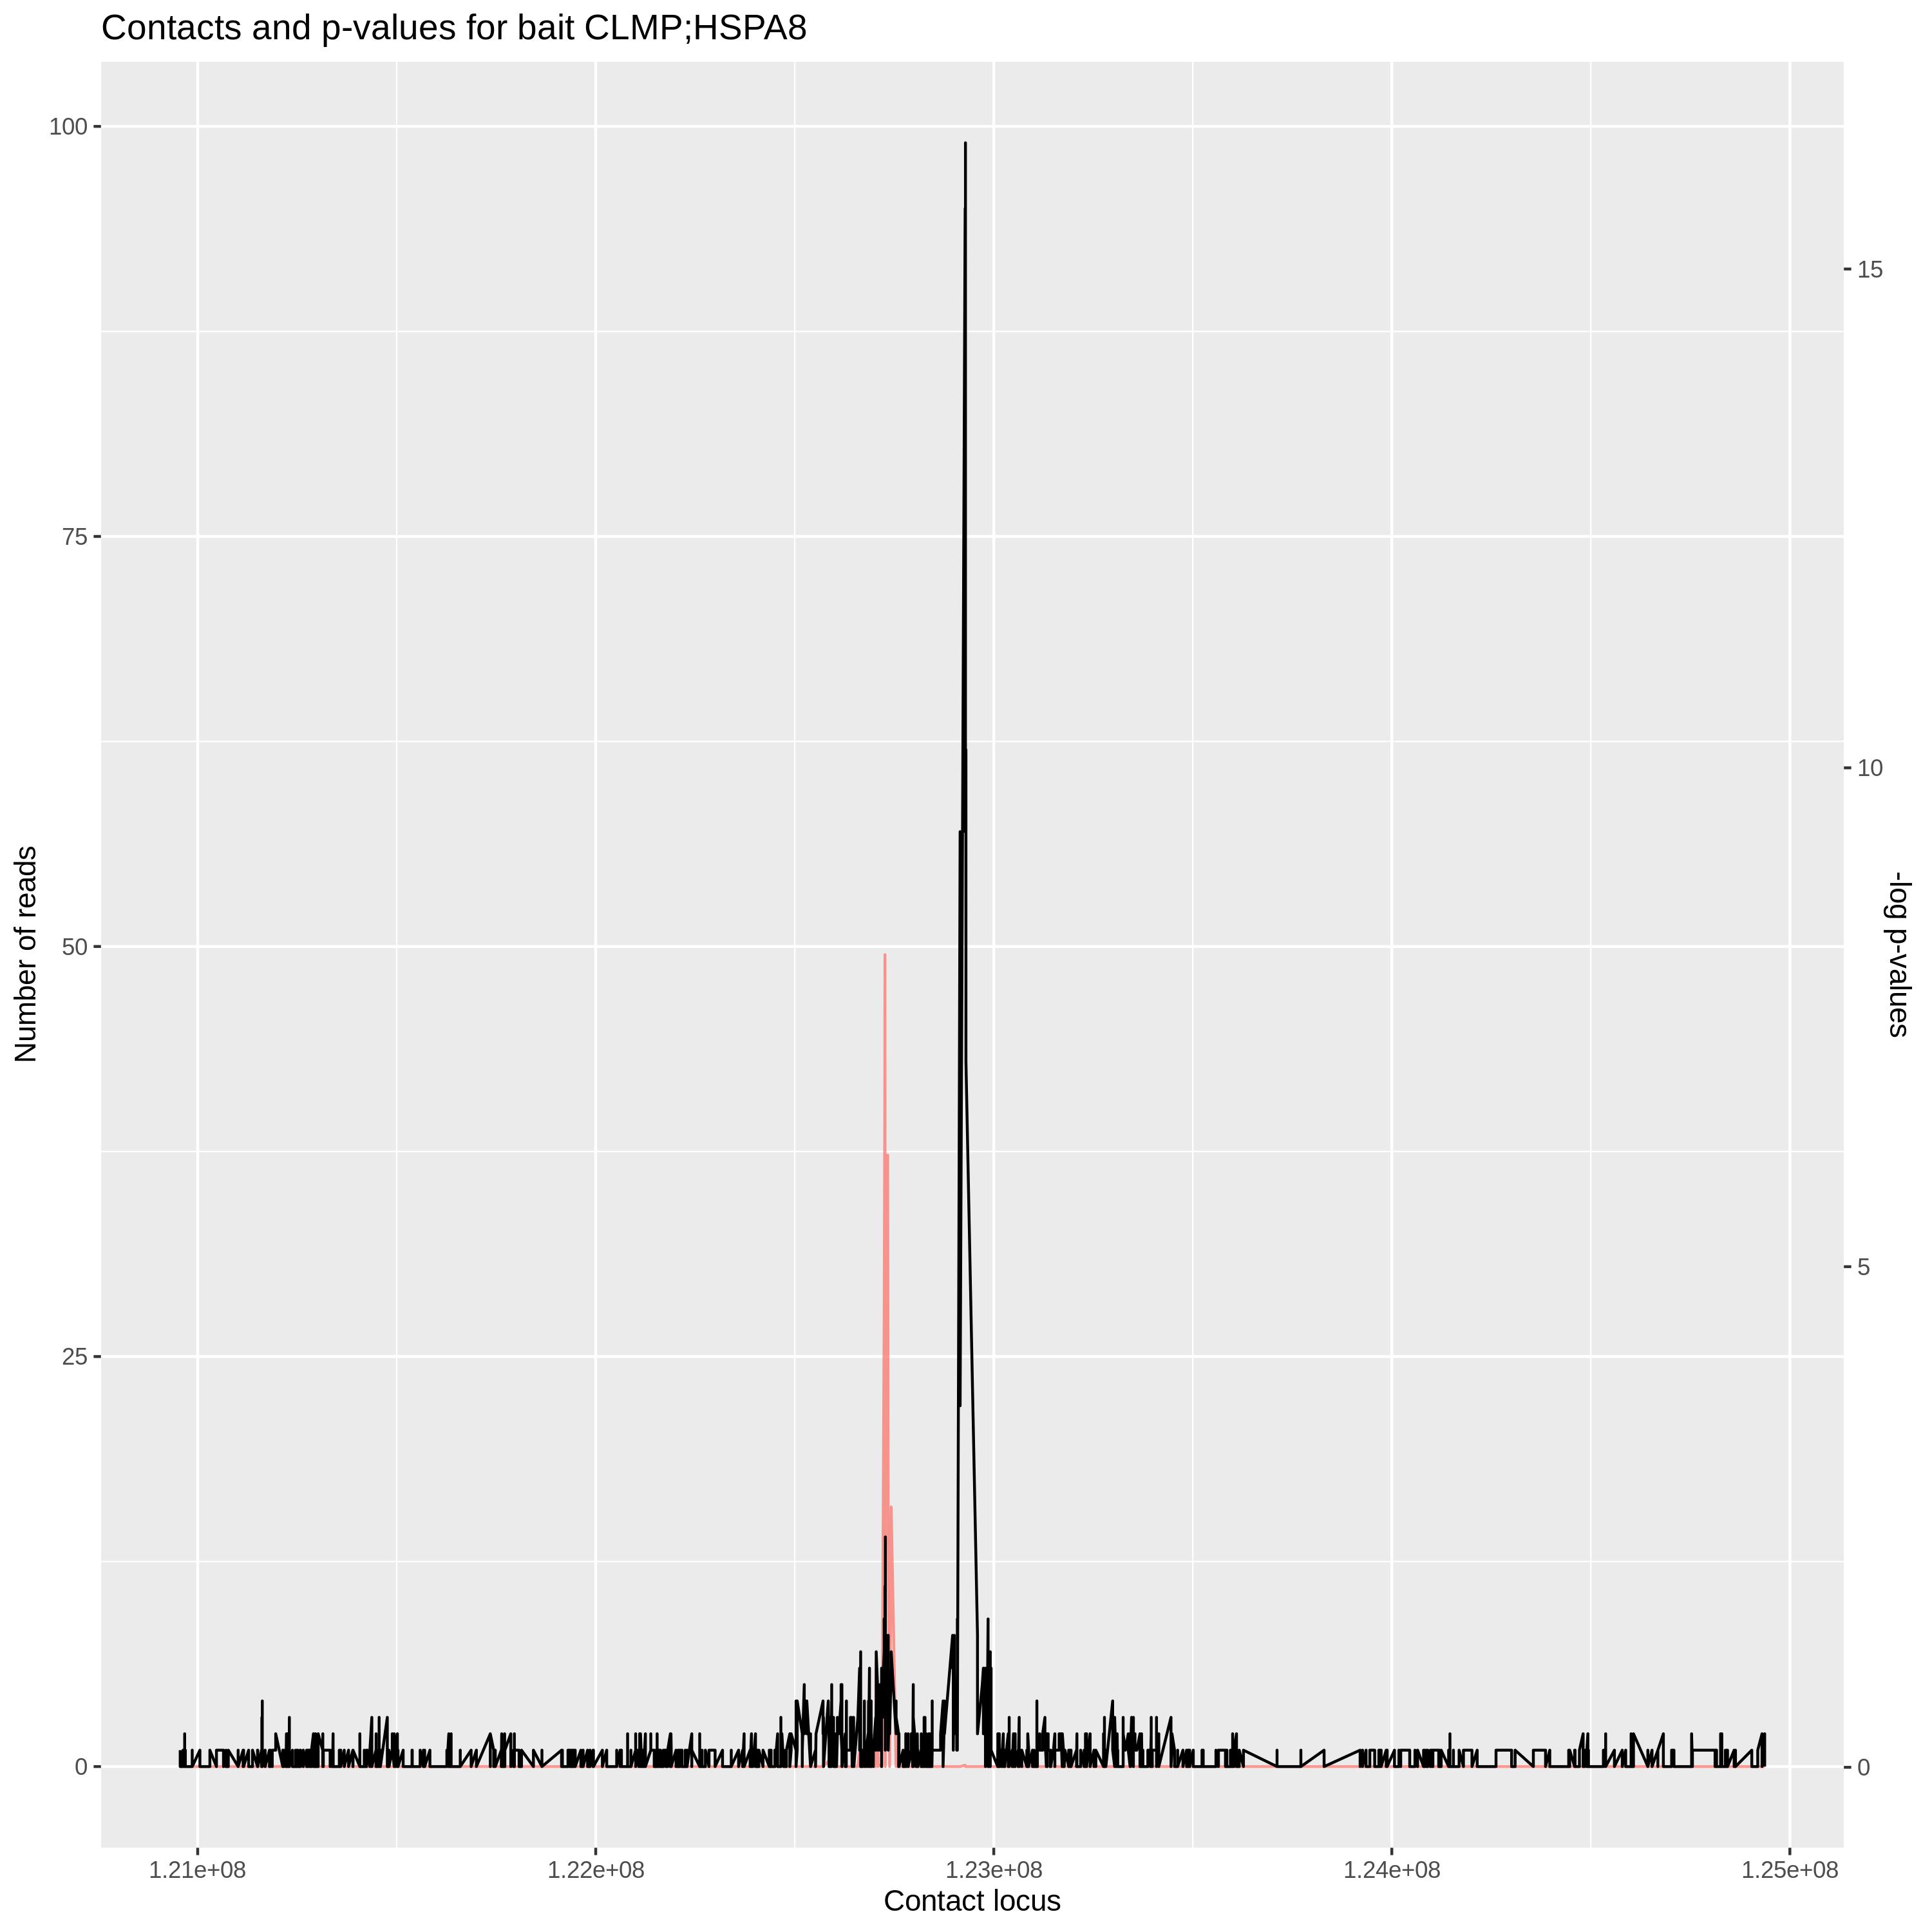 Contacts and p-values for bait CLMP;HSPA8
100
75
50
25
0
Number of reads
15
10
5
0
-log p-values
1.21e+08
1.22e+08
1.23e+08
1.24e+08
1.25e+08
Contact locus